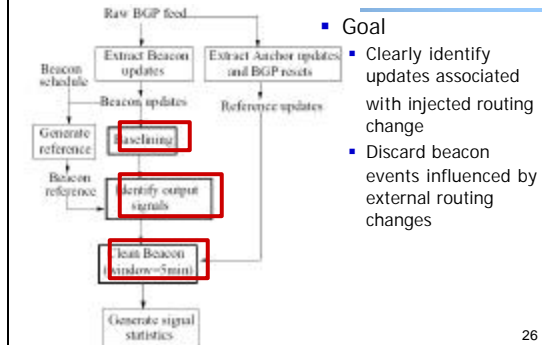 Raw BGP feed
Extract Beacon
updates
Extract Anchor updates
and BGP resets
Beacon
schedule
Beacon updates
Reference updates
Generate
reference
Baselining
Beacon
reference
Identify output
signals
Clean Beacon
(window=5min)
Generate signal
statistics
▪ Goal
▪ Clearly identify
updates associated
with injected routing
change
▪ Discard beacon
events influenced by
external routing
changes
26